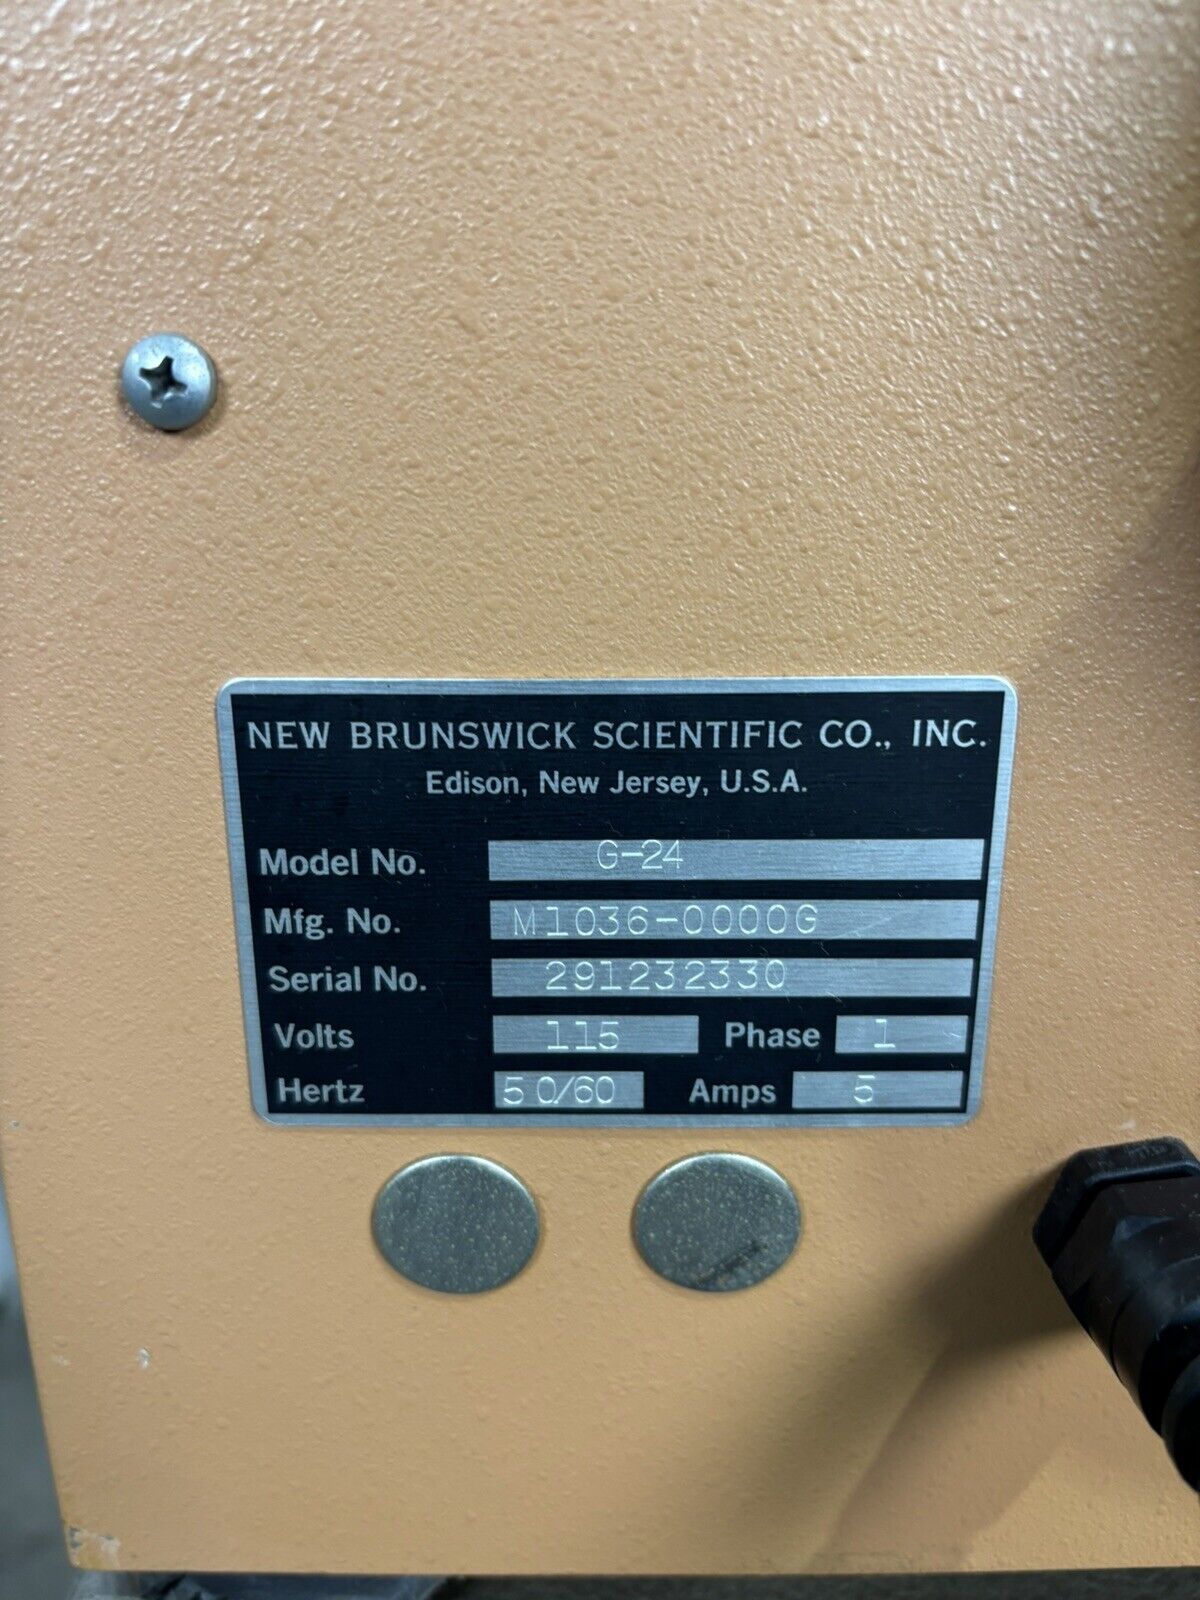 NEW BRUNSWICK SCIENTIFIC CO., INC.
Edison, New Jersey, U.S.A.
Model No. G-24
Mfg. No. M1036-0000G
Serial No. 291232330
Volts 115 Phase 1
Hertz 50/60 Amps 5